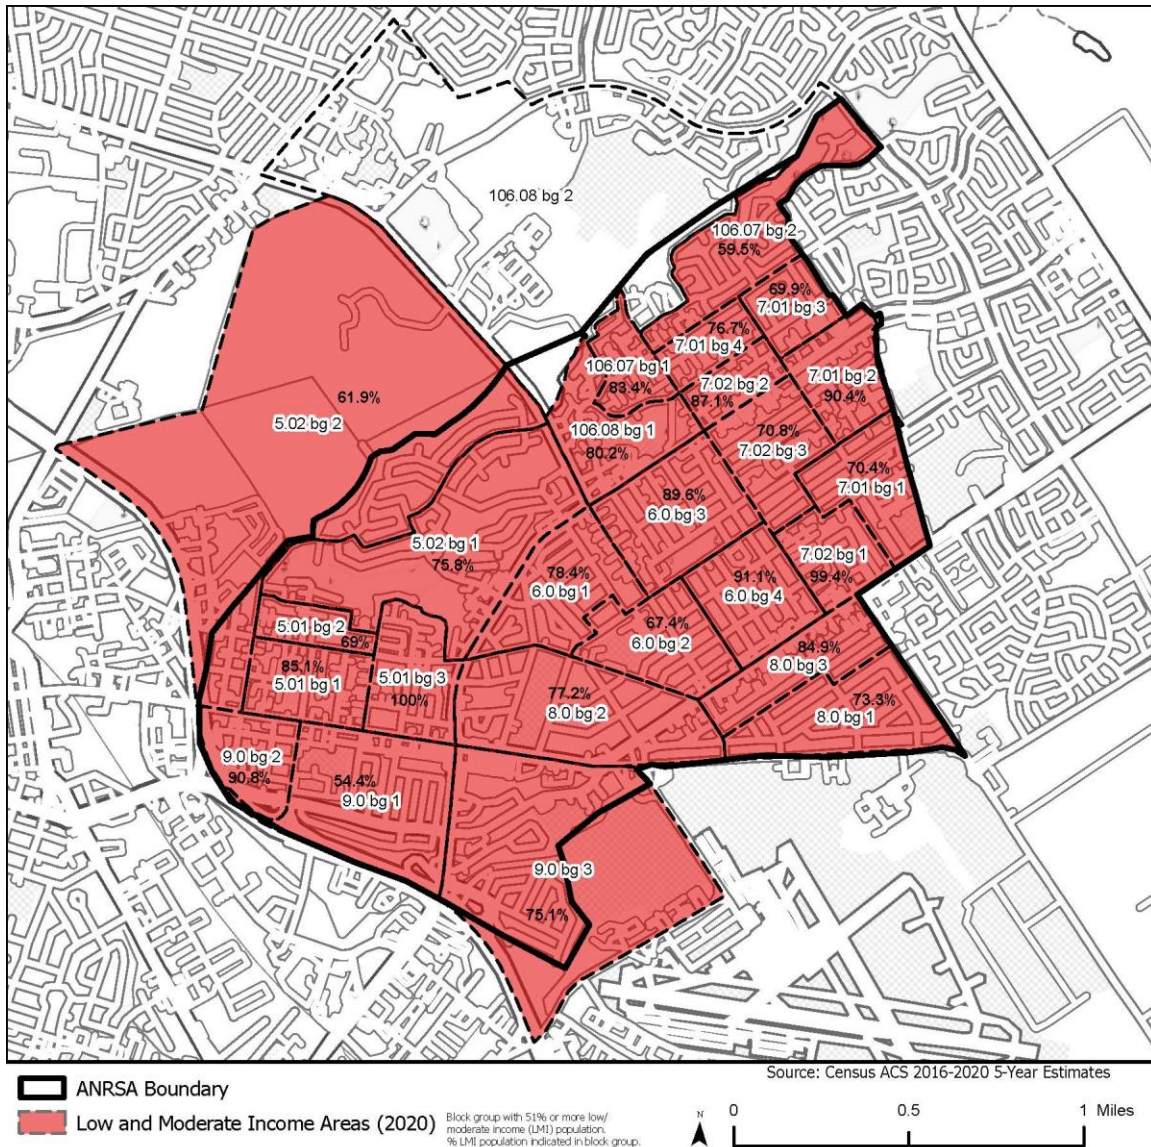 106.08 bg 2
106.07 bg 2
59.5%
69.9%
7.01 bg 3
76.7%
7.01 bg 4
106.07 bg 1
83.4%
7.02 bg 2
87.1%
7.01 bg 2
90.4%
61.9%
5.02 bg 2
106.08 bg 1
80.2%
70.8%
7.02 bg 3
70.4%
7.01 bg 1
89.6%
6.0 bg 3
5.02 bg 1
75.8%
78.4%
6.0 bg 1
91.1%
6.0 bg 4
7.02 bg 1
99.4%
5.01 bg 2
69%
67.4%
6.0 bg 2
84.9%
8.0 bg 3
85.1%
5.01 bg 1
5.01 bg 3
100%
77.2%
8.0 bg 2
73.3%
8.0 bg 1
9.0 bg 2
90.8%
54.4%
9.0 bg 1
9.0 bg 3
75.1%
Source: Census ACS 2016-2020 5-Year Estimates
ANRSA Boundary
Low and Moderate Income Areas (2020)
Block group with 51% or more low/
moderate income (LMI) population.
% LMI population indicated in block group.
N
0 0.5 1 Miles